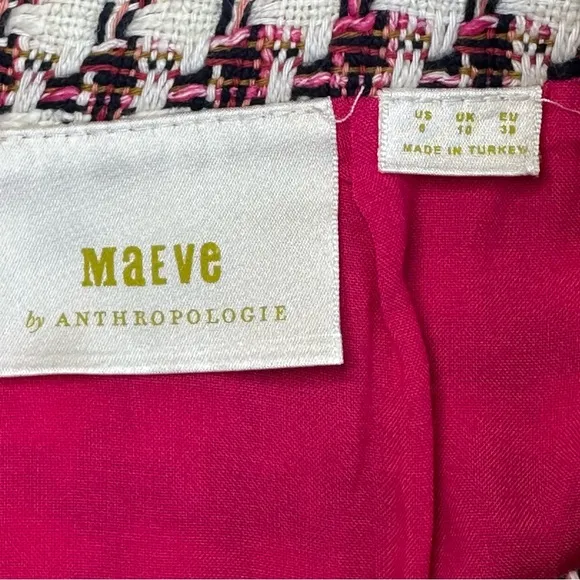 MaEVe
by ANTHROPOLOGIE
US UK EU
6 10 38
MADE IN TURKEY